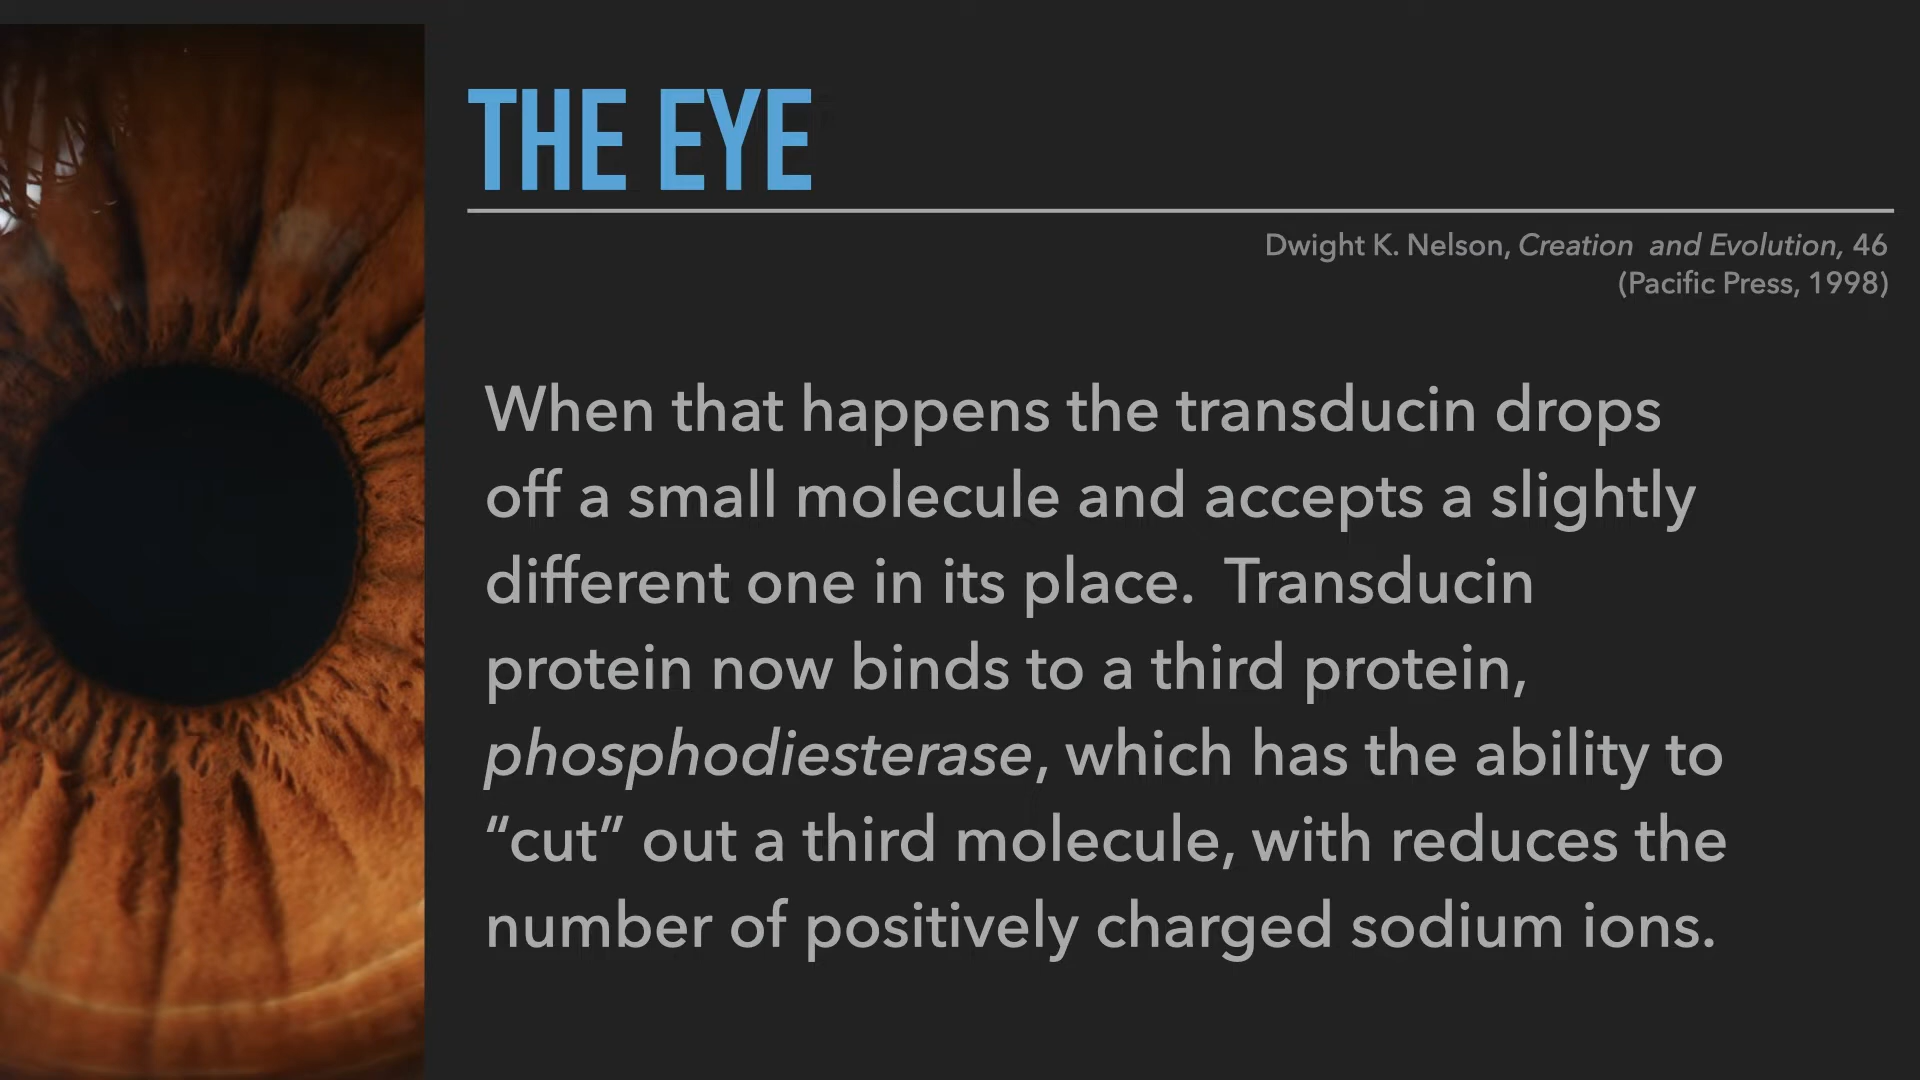 THE EYE
Dwight K. Nelson, Creation and Evolution, 46
(Pacific Press, 1998)
When that happens the transducin drops
off a small molecule and accepts a slightly
different one in its place. Transducin
protein now binds to a third protein,
phosphodiesterase, which has the ability to
“cut” out a third molecule, with reduces the
number of positively charged sodium ions.